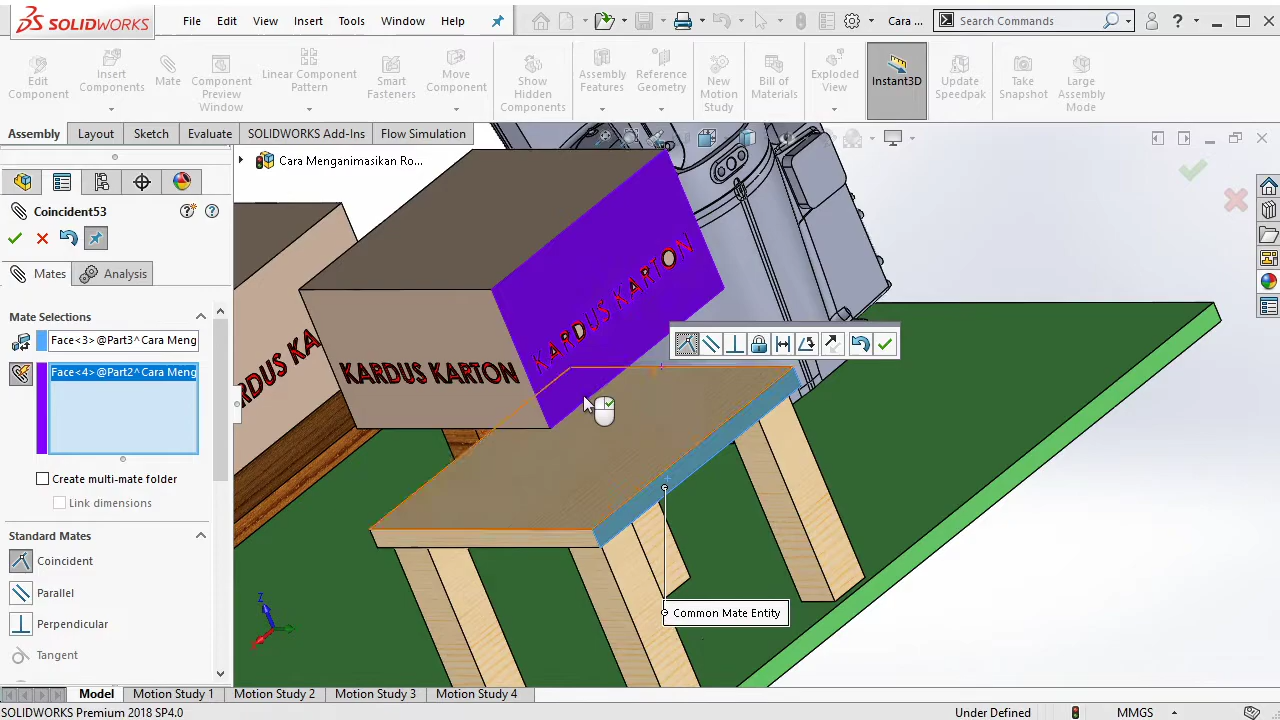 SOLIDWORKS
File Edit View Insert Tools Window Help
Cara ...
Search Commands
Edit Component
Insert Components
Mate
Component Preview Window
Linear Component Pattern
Smart Fasteners
Move Component
Show Hidden Components
Assembly Features
Reference Geometry
New Motion Study
Bill of Materials
Exploded View
Instant3D
Update Speedpak
Take Snapshot
Large Assembly Mode
Assembly Layout Sketch Evaluate SOLIDWORKS Add-Ins Flow Simulation
Cara Menganimasikan Ro...
Coincident53
Mates Analysis
Mate Selections
Face<3>@Part3^Cara Meng
Face<4>@Part2^Cara Meng
Create multi-mate folder
Link dimensions
Standard Mates
Coincident
Parallel
Perpendicular
Tangent
KARDUS KARTON
KARDUS KARTON
Common Mate Entity
Z
Model Motion Study 1 Motion Study 2 Motion Study 3 Motion Study 4
SOLIDWORKS Premium 2018 SP4.0
Under Defined
MMGS